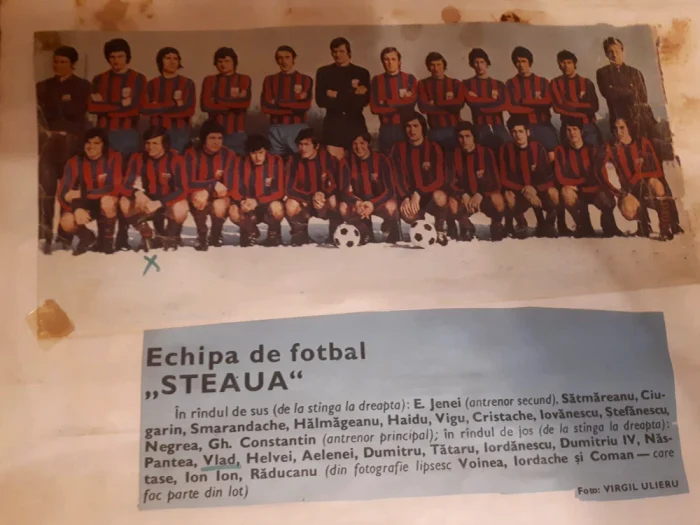 Echipa de fotbal
„STEAUA“
În rîndul de sus (de la stînga la dreapta): E. Jenei (antrenor secund), Sătmăreanu, Ciu-
garin, Smarandache, Hălmăgeanu, Haidu, Vigu, Cristache, Iovănescu, Ștefănescu,
Negrea, Gh. Constantin (antrenor principal); în rîndul de jos (de la stînga la dreapta):
Pantea, Vlad, Helvei, Aelenei, Dumitru, Tătaru, Iordănescu, Dumitriu IV, Năs-
tase, Ion Ion, Răducanu (din fotografie lipsesc Voinea, Iordache și Coman — care
fac parte din lot)
Foto: VIRGIL ULIERU